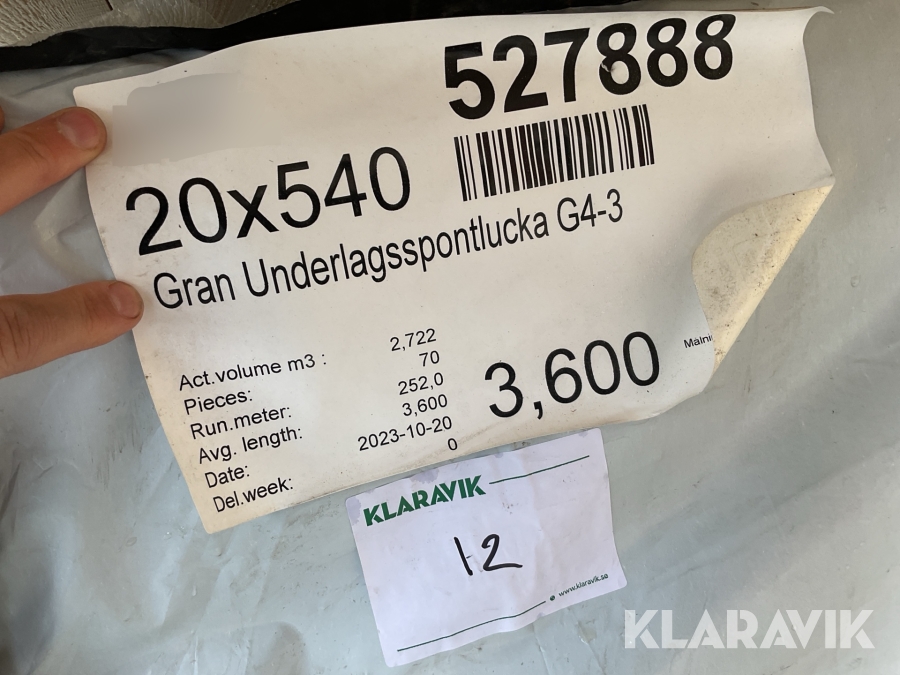 527888
20x540
Gran Underlagsspontlucka G4-3
Act.volume m3 : 2,722
Pieces: 70
Run.meter: 252,0
Avg. length: 3,600
Date: 2023-10-20
Del.week: 0
3,600
KLARAVIK
12
www.klaravik.se
KLARAVIK